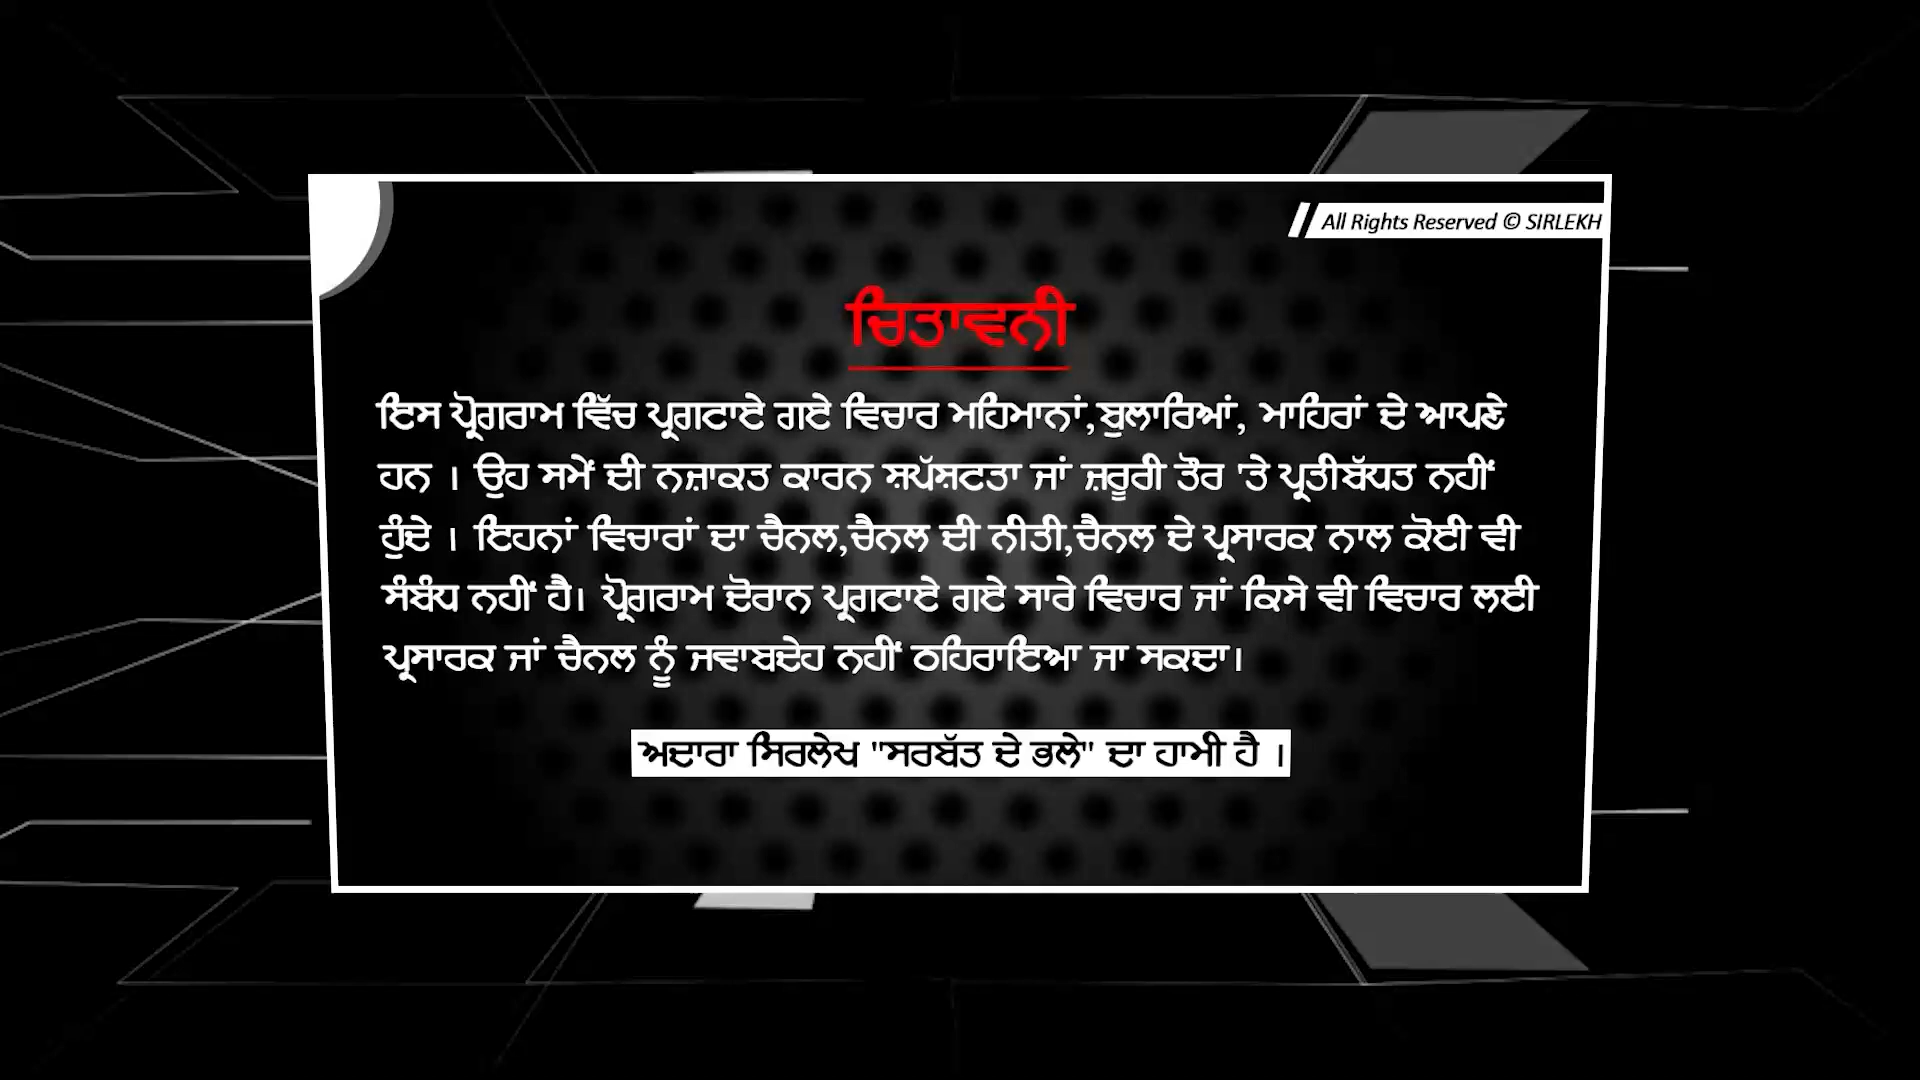 All Rights Reserved © SIRLEKH
ਚਿਤਾਵਨੀ
ਇਸ ਪ੍ਰੋਗਰਾਮ ਵਿੱਚ ਪ੍ਰਗਟਾਏ ਗਏ ਵਿਚਾਰ ਮਹਿਮਾਨਾਂ,ਬੁਲਾਰਿਆਂ, ਮਾਹਿਰਾਂ ਦੇ ਆਪਣੇ
ਹਨ । ਉਹ ਸਮੇਂ ਦੀ ਨਜ਼ਾਕਤ ਕਾਰਨ ਸ਼ਪੱਸ਼ਟਤਾ ਜਾਂ ਜ਼ਰੂਰੀ ਤੌਰ 'ਤੇ ਪ੍ਰਤੀਬੱਧਤ ਨਹੀਂ
ਹੁੰਦੇ । ਇਹਨਾਂ ਵਿਚਾਰਾਂ ਦਾ ਚੈਨਲ,ਚੈਨਲ ਦੀ ਨੀਤੀ,ਚੈਨਲ ਦੇ ਪ੍ਰਸਾਰਕ ਨਾਲ ਕੋਈ ਵੀ
ਸੰਬੰਧ ਨਹੀਂ ਹੈ। ਪ੍ਰੋਗਰਾਮ ਦੋਰਾਨ ਪ੍ਰਗਟਾਏ ਗਏ ਸਾਰੇ ਵਿਚਾਰ ਜਾਂ ਕਿਸੇ ਵੀ ਵਿਚਾਰ ਲਈ
ਪ੍ਰਸਾਰਕ ਜਾਂ ਚੈਨਲ ਨੂੰ ਜਵਾਬਦੇਹ ਨਹੀਂ ਠਹਿਰਾਇਆ ਜਾ ਸਕਦਾ।
ਅਦਾਰਾ ਸਿਰਲੇਖ "ਸਰਬੱਤ ਦੇ ਭਲੇ" ਦਾ ਹਾਮੀ ਹੈ ।